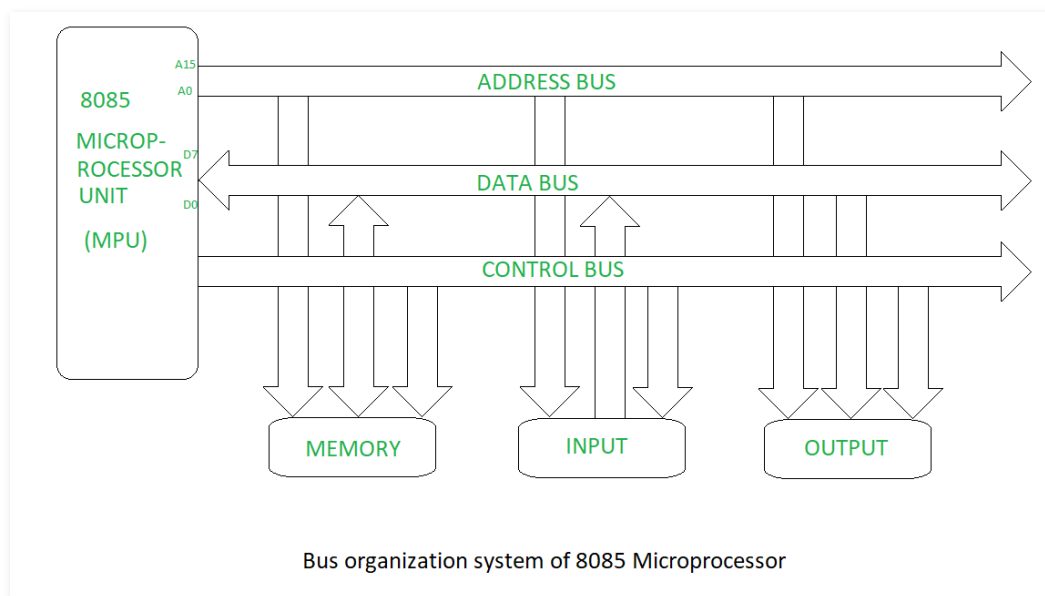 A15
ADDRESS BUS
A0
8085
MICROP-
ROCESSOR
UNIT
(MPU)
D7
DATA BUS
D0
CONTROL BUS
MEMORY
INPUT
OUTPUT
Bus organization system of 8085 Microprocessor